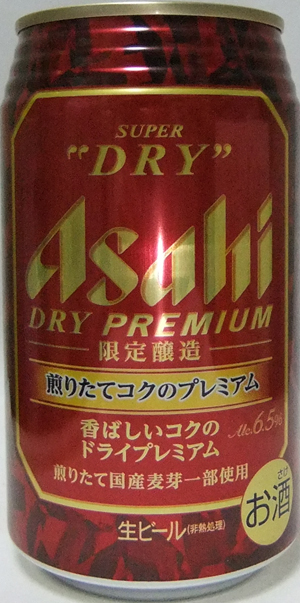 SUPER
"DRY"
Asahi
DRY PREMIUM
限定醸造
煎りたてコクのプレミアム
香ばしいコクの
ドライプレミアム
Alc.6.5%
煎りたて国産麦芽一部使用
さけ
お酒
生ビール(非熱処理)